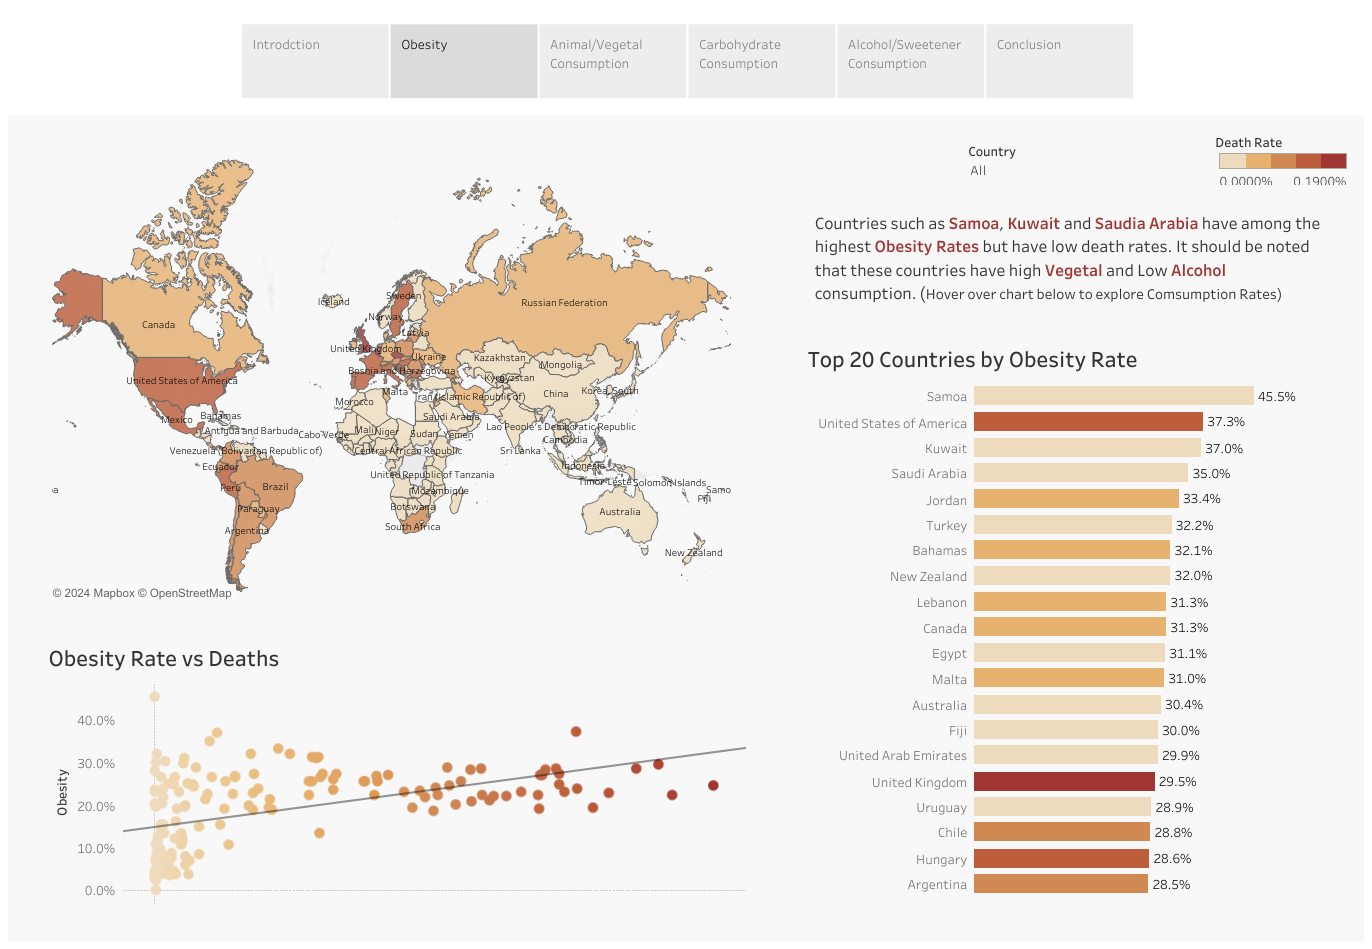 Introdction
Obesity
Animal/Vegetal
Consumption
Carbohydrate
Consumption
Alcohol/Sweetener
Consumption
Conclusion
Country
All
Death Rate
0.0000%
0.1900%
Countries such as Samoa, Kuwait and Saudia Arabia have among the
highest Obesity Rates but have low death rates. It should be noted
that these countries have high Vegetal and Low Alcohol
consumption. (Hover over chart below to explore Comsumption Rates)
Iceland
Sweden
Russian Federation
Norway
Canada
Latvia
United Kingdom
Ukraine
Kazakhstan
Mongolia
Bosnia and Herzegovina
Kyrgyzstan
United States of America
Malta
Iran (Islamic Republic of)
China
Korea, South
Morocco
Mexico
Bahamas
Saudi Arabia
Antigua and Barbuda
Cabo Verde
Mali
Niger
Sudan
Yemen
Lao People's Democratic Republic
Cambodia
Venezuela (Bolivarian Republic of)
Central African Republic
Sri Lanka
Ecuador
Indonesia
United Republic of Tanzania
Timor-Leste
Solomon Islands
Peru
Brazil
Mozambique
Samo
Fiji
Paraguay
Botswana
Australia
Argentina
South Africa
New Zealand
© 2024 Mapbox © OpenStreetMap
Top 20 Countries by Obesity Rate
Samoa 45.5%
United States of America 37.3%
Kuwait 37.0%
Saudi Arabia 35.0%
Jordan 33.4%
Turkey 32.2%
Bahamas 32.1%
New Zealand 32.0%
Lebanon 31.3%
Canada 31.3%
Egypt 31.1%
Malta 31.0%
Australia 30.4%
Fiji 30.0%
United Arab Emirates 29.9%
United Kingdom 29.5%
Uruguay 28.9%
Chile 28.8%
Hungary 28.6%
Argentina 28.5%
Obesity Rate vs Deaths
Obesity
40.0%
30.0%
20.0%
10.0%
0.0%